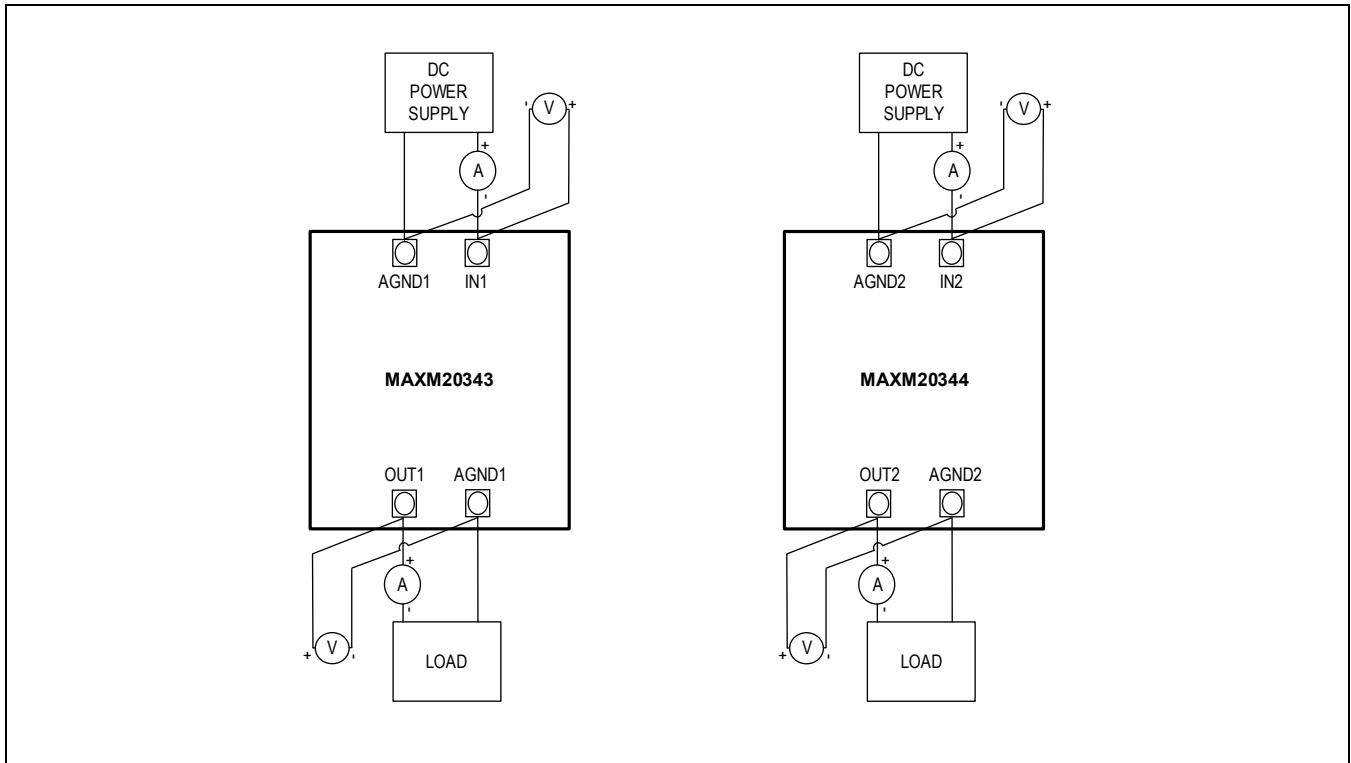 DC
POWER
SUPPLY
- V +
+
A
-
AGND1 IN1
MAXM20343
OUT1 AGND1
+
A
-
+ V -
LOAD
DC
POWER
SUPPLY
- V +
+
A
-
AGND2 IN2
MAXM20344
OUT2 AGND2
+
A
-
+ V -
LOAD